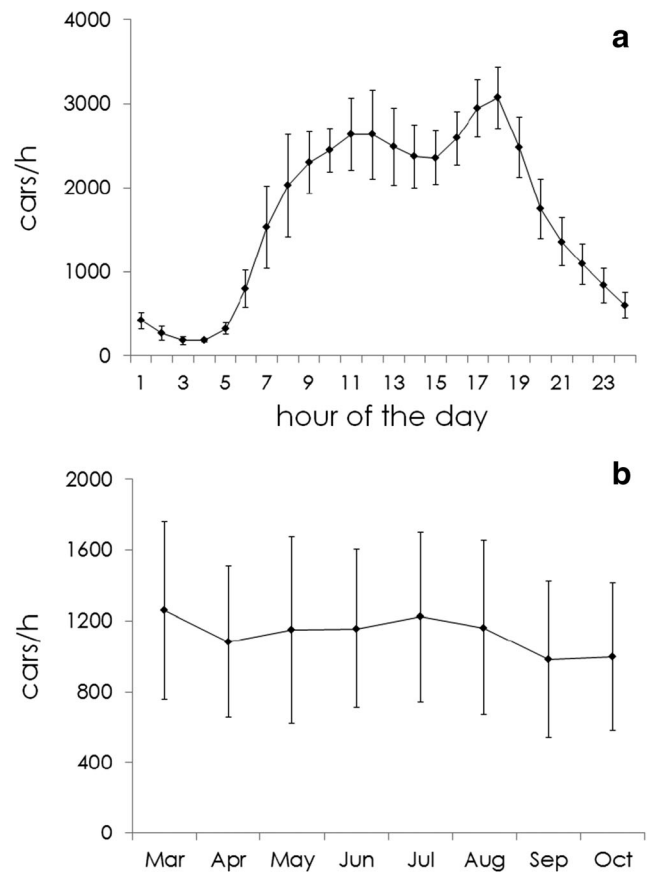 4000
a
3000
2000
1000
0
cars/h
1 3 5 7 9 11 13 15 17 19 21 23
hour of the day
2000
b
1600
1200
800
400
0
cars/h
Mar Apr May Jun Jul Aug Sep Oct